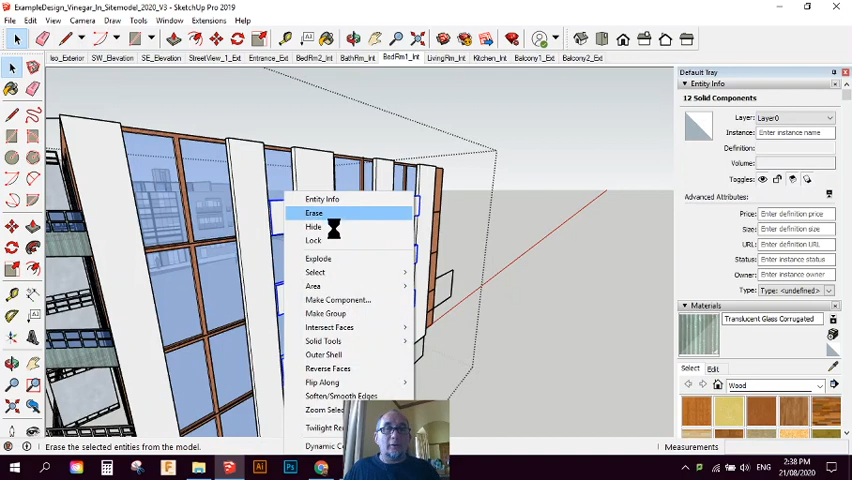 ExampleDesign_Vinegar_In_Sitemodel_2020_V3 - SketchUp Pro 2019
File Edit View Camera Draw Tools Window Extensions Help
Iso_Exterior SW_Elevation SE_Elevation StreetView_1_Ext Entrance_Ext BedRm2_Int BathRm_Int BedRm1_Int LivingRm_Int Kitchen_Int Balcony1_Ext Balcony2_Ext
Default Tray
Entity Info
12 Solid Components
Layer: Layer0
Instance: Enter instance name
Definition:
Volume:
Toggles:
Advanced Attributes:
Price: Enter definition price
Size: Enter definition size
URL: Enter definition URL
Status: Enter instance status
Owner: Enter instance owner
Type: Type: <undefined>
Materials
Translucent Glass Corrugated
Select Edit
Wood
Entity Info
Erase
Hide
Lock
Explode
Select
Area
Make Component...
Make Group
Intersect Faces
Solid Tools
Outer Shell
Reverse Faces
Flip Along
Soften/Smooth Edges
Zoom Selec
Twilight Re
Dynamic C
Erase the selected entities from the model.
Measurements
ENG
2:38 PM
21/08/2020